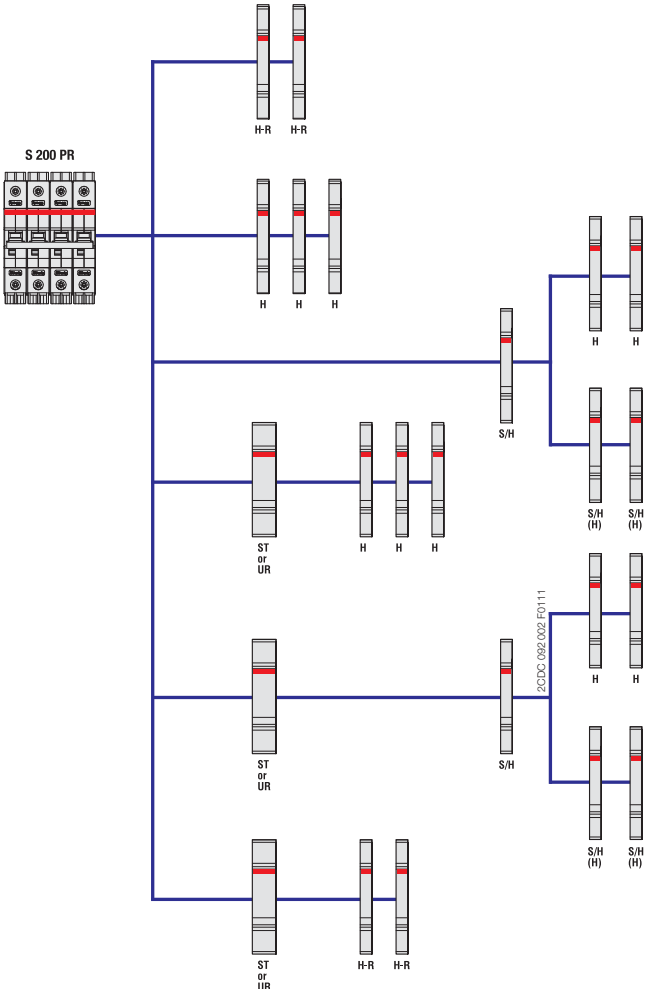 H-R H-R
S 200 PR
H H H
H H
S/H
S/H
(H)
S/H
(H)
ST
or
UR
H H H
2CDC 092 002 F0111
H H
ST
or
UR
S/H
S/H
(H)
S/H
(H)
ST
or
UR
H-R H-R